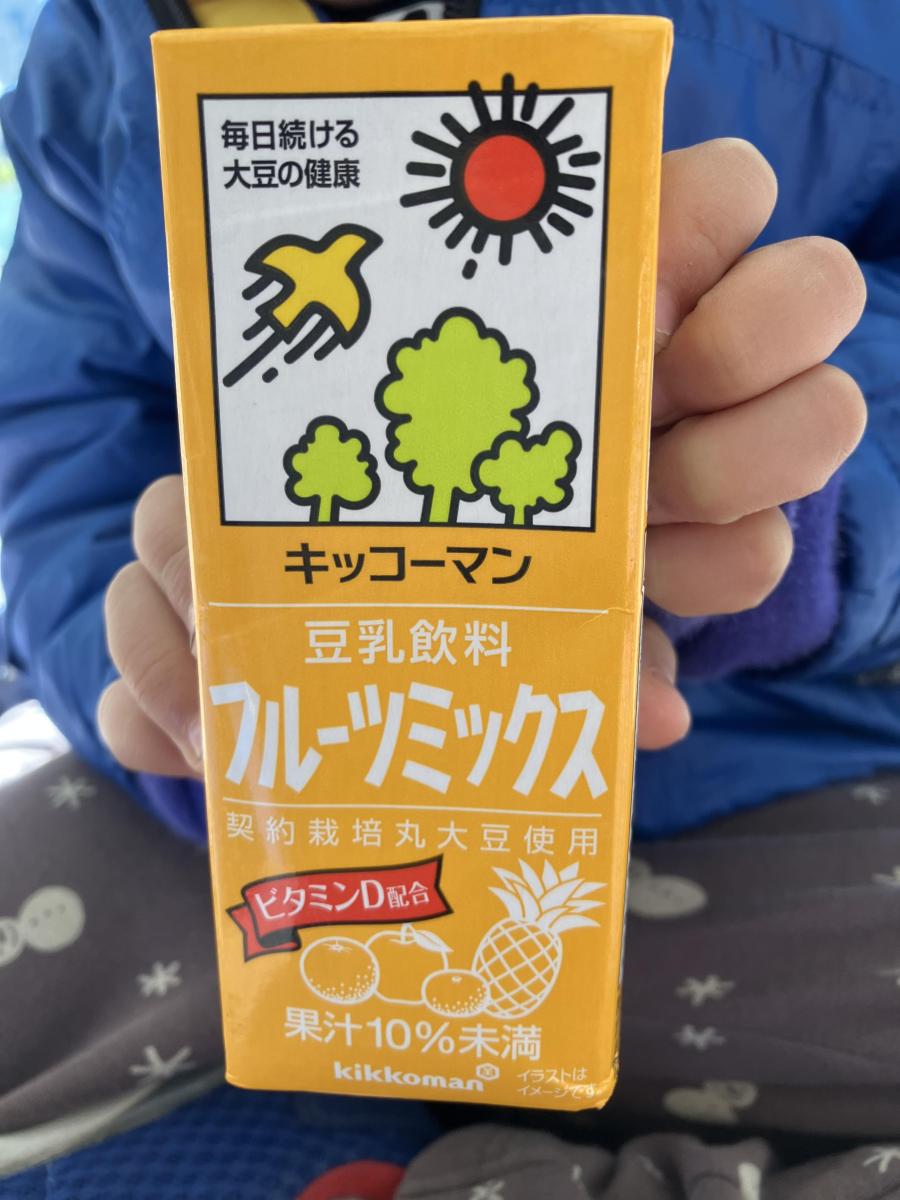 毎日続ける
大豆の健康
キッコーマン
豆乳飲料
フルーツミックス
契約栽培丸大豆使用
ビタミンD配合
果汁10%未満
kikkoman
イラストは
イメージです